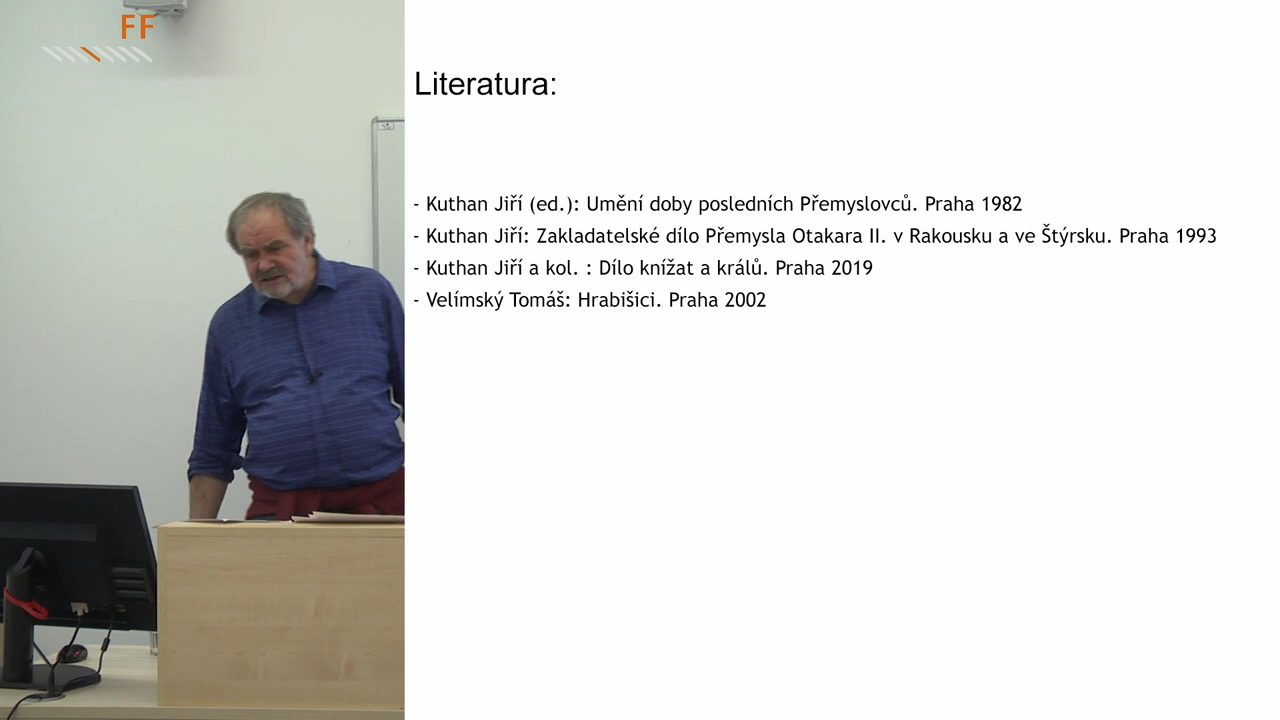 FF
Literatura:
- Kuthan Jiří (ed.): Umění doby posledních Přemyslovců. Praha 1982
- Kuthan Jiří: Zakladatelské dílo Přemysla Otakara II. v Rakousku a ve Štýrsku. Praha 1993
- Kuthan Jiří a kol. : Dílo knížat a králů. Praha 2019
- Velímský Tomáš: Hrabišici. Praha 2002